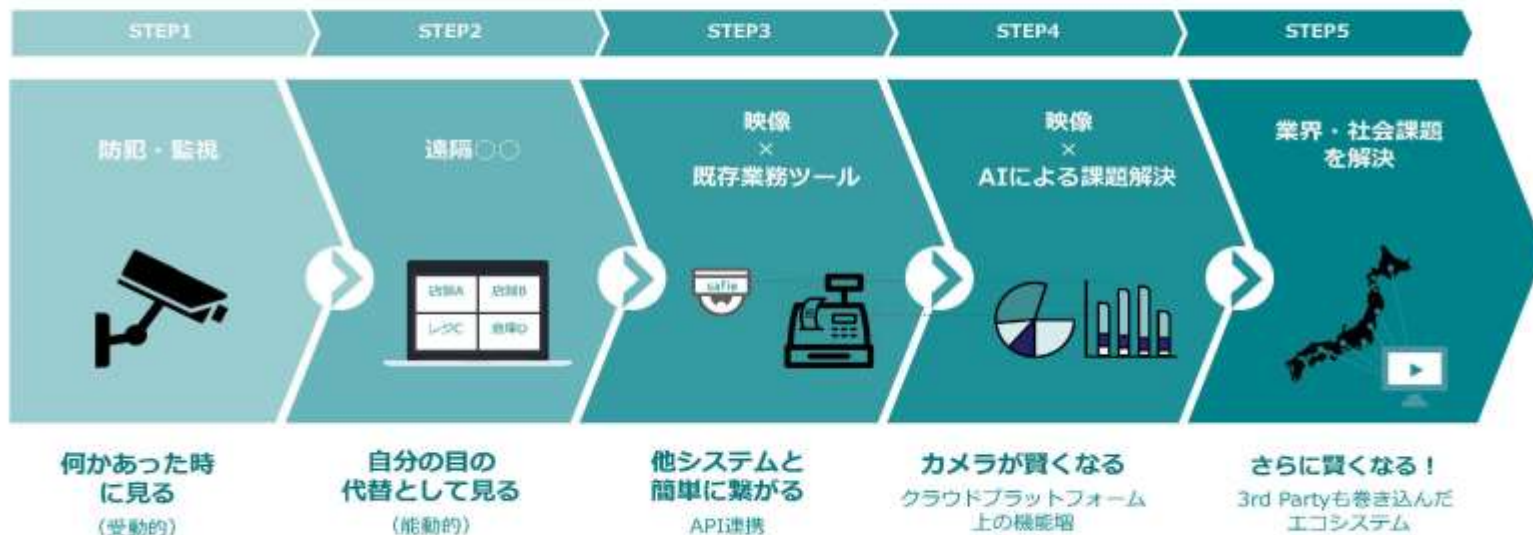 STEP1
STEP2
STEP3
STEP4
STEP5
防犯・監視
遠隔○○
映像
×
既存業務ツール
映像
×
AIによる課題解決
業界・社会課題
を解決
店舗A
店舗B
レジC
倉庫D
safie
何かあった時
に見る
(受動的)
自分の目の
代替として見る
(能動的)
他システムと
簡単に繋がる
API連携
カメラが賢くなる
クラウドプラットフォーム
上の機能増
さらに賢くなる！
3rd Partyも巻き込んだ
エコシステム